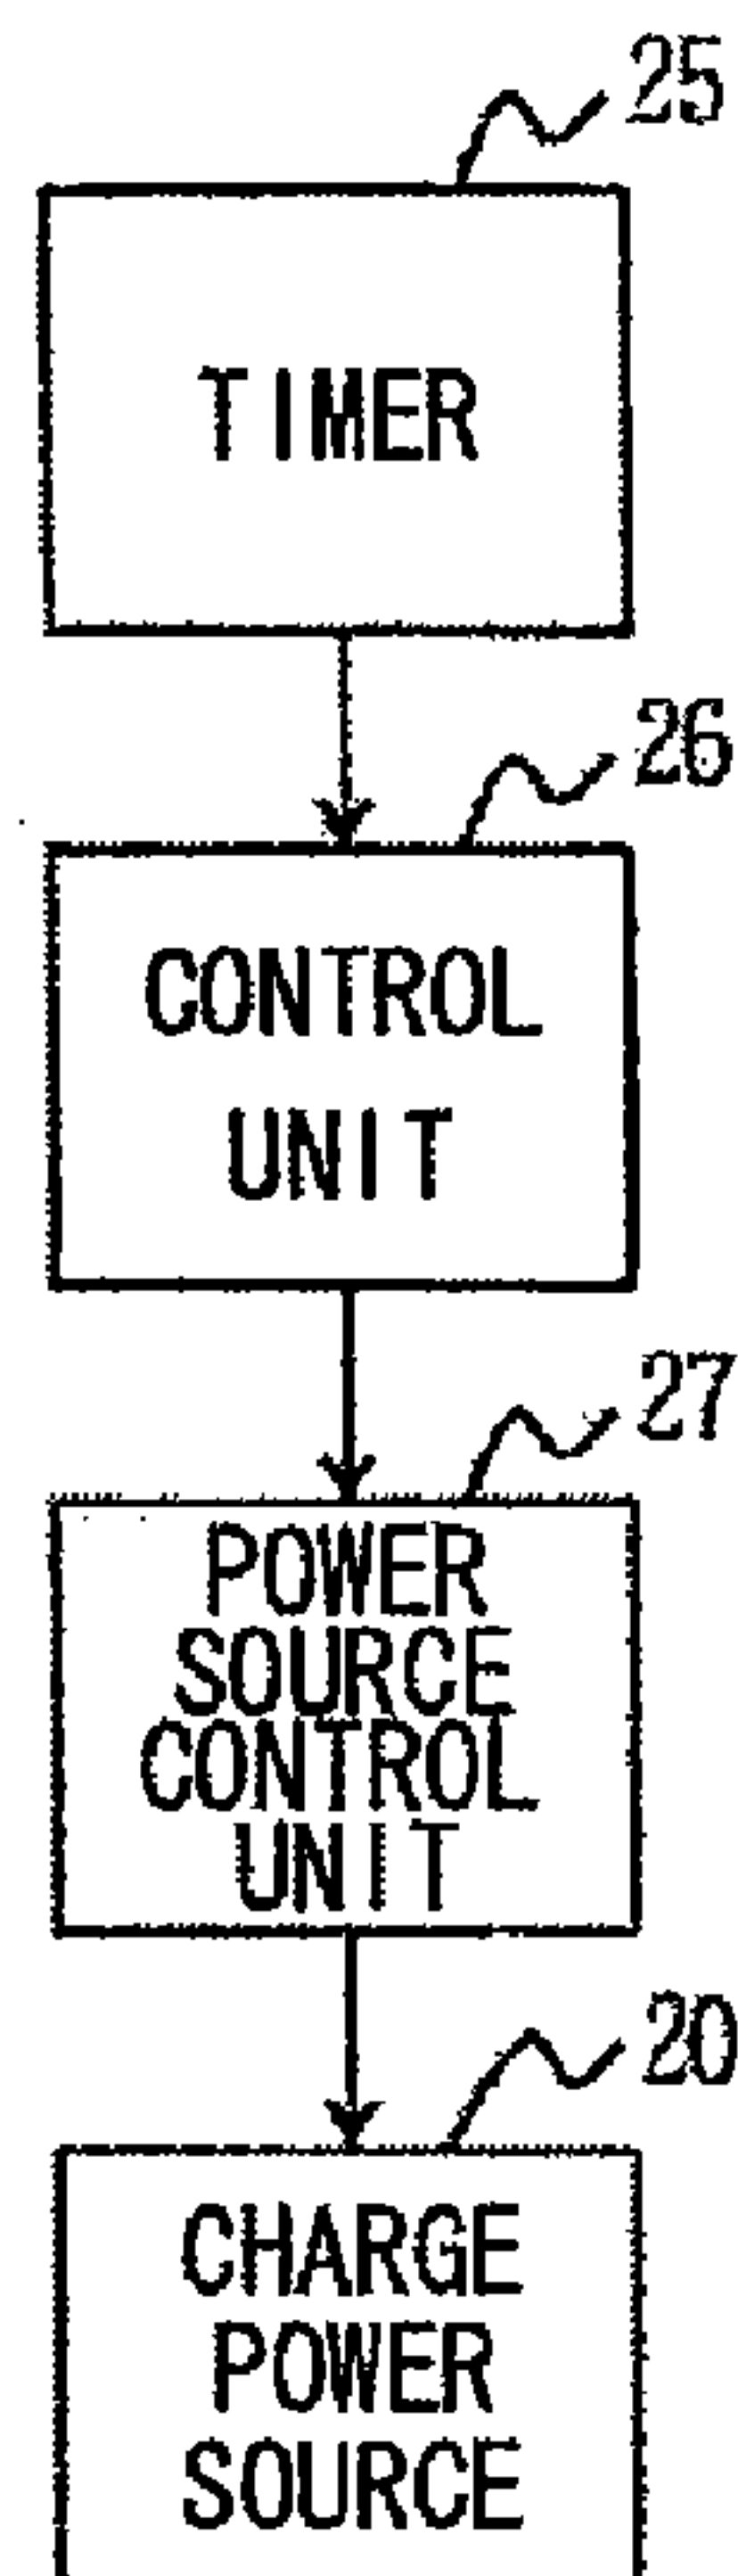 25
TIMER
26
CONTROL
UNIT
27
POWER
SOURCE
CONTROL
UNIT
20
CHARGE
POWER
SOURCE